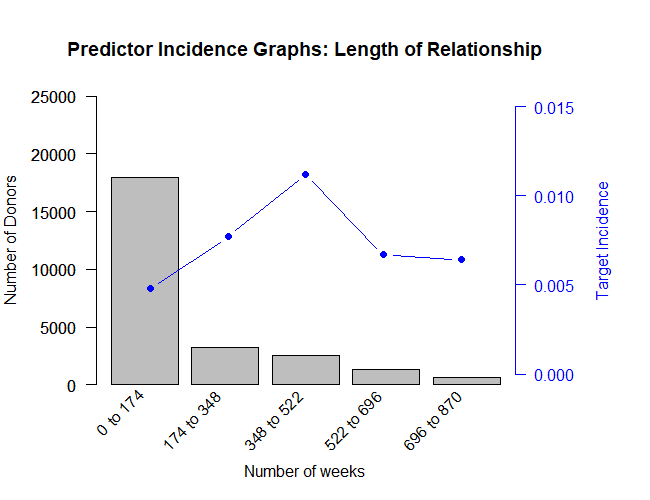 Predictor Incidence Graphs: Length of Relationship
Number of Donors
25000
20000
15000
10000
5000
0
0 to 174
174 to 348
348 to 522
522 to 696
696 to 870
Number of weeks
0.015
0.010
0.005
0.000
Target Incidence